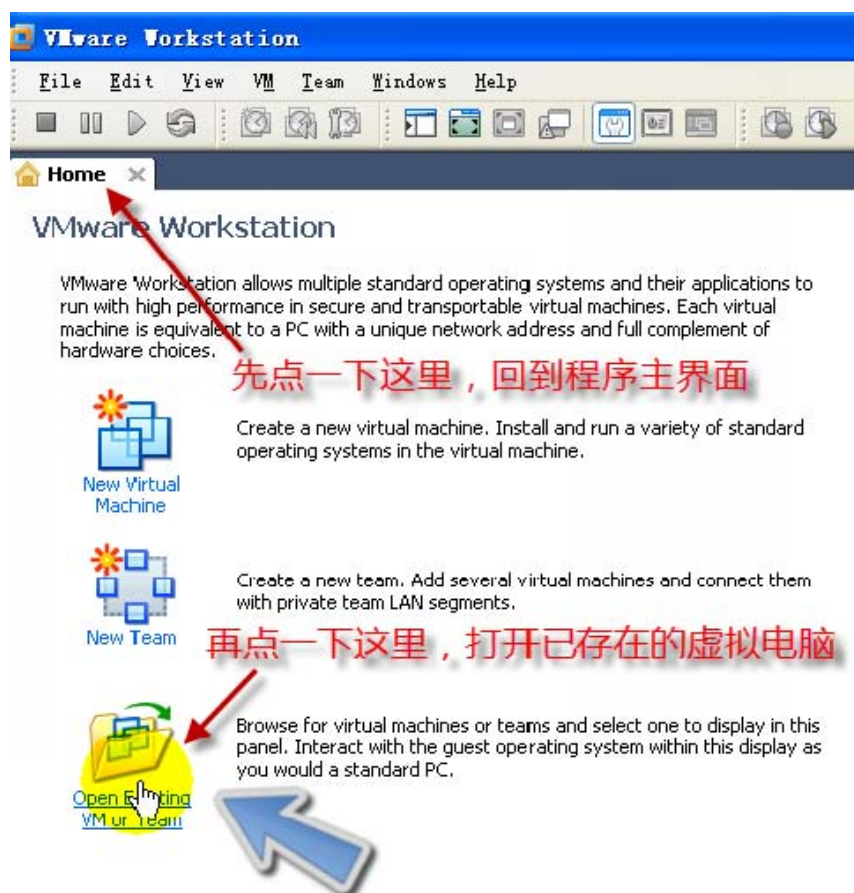 VMware Workstation
File Edit View VM Team Windows Help
Home
VMware Workstation
VMware Workstation allows multiple standard operating systems and their applications to
run with high performance in secure and transportable virtual machines. Each virtual
machine is equivalent to a PC with a unique network address and full complement of
hardware choices.
先点一下这里，回到程序主界面
Create a new virtual machine. Install and run a variety of standard
operating systems in the virtual machine.
New Virtual
Machine
Create a new team. Add several virtual machines and connect them
with private team LAN segments.
New Team
再点一下这里，打开已存在的虚拟电脑
Browse for virtual machines or teams and select one to display in this
panel. Interact with the guest operating system within this display as
you would a standard PC.
Open Existing
VM or Team